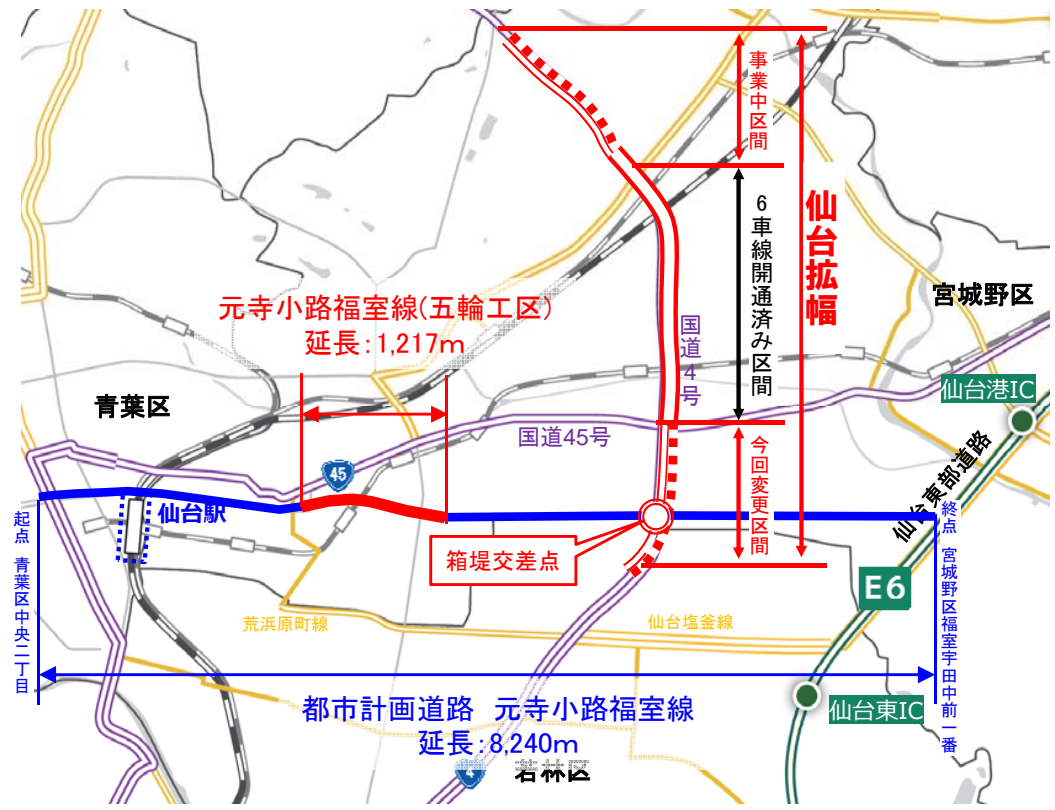 事業中区間
6車線開通済み区間
仙台拡幅
宮城野区
元寺小路福室線(五輪工区)
延長:1,217m
国道4号
青葉区
仙台港IC
国道45号
45
今回変更区間
仙台東部道路
仙台駅
起点 青葉区中央二丁目
終点 宮城野区福室宇田中前一番
箱堤交差点
E6
荒浜原町線
仙台塩釜線
都市計画道路 元寺小路福室線
延長:8,240m
仙台東IC
4
若林区